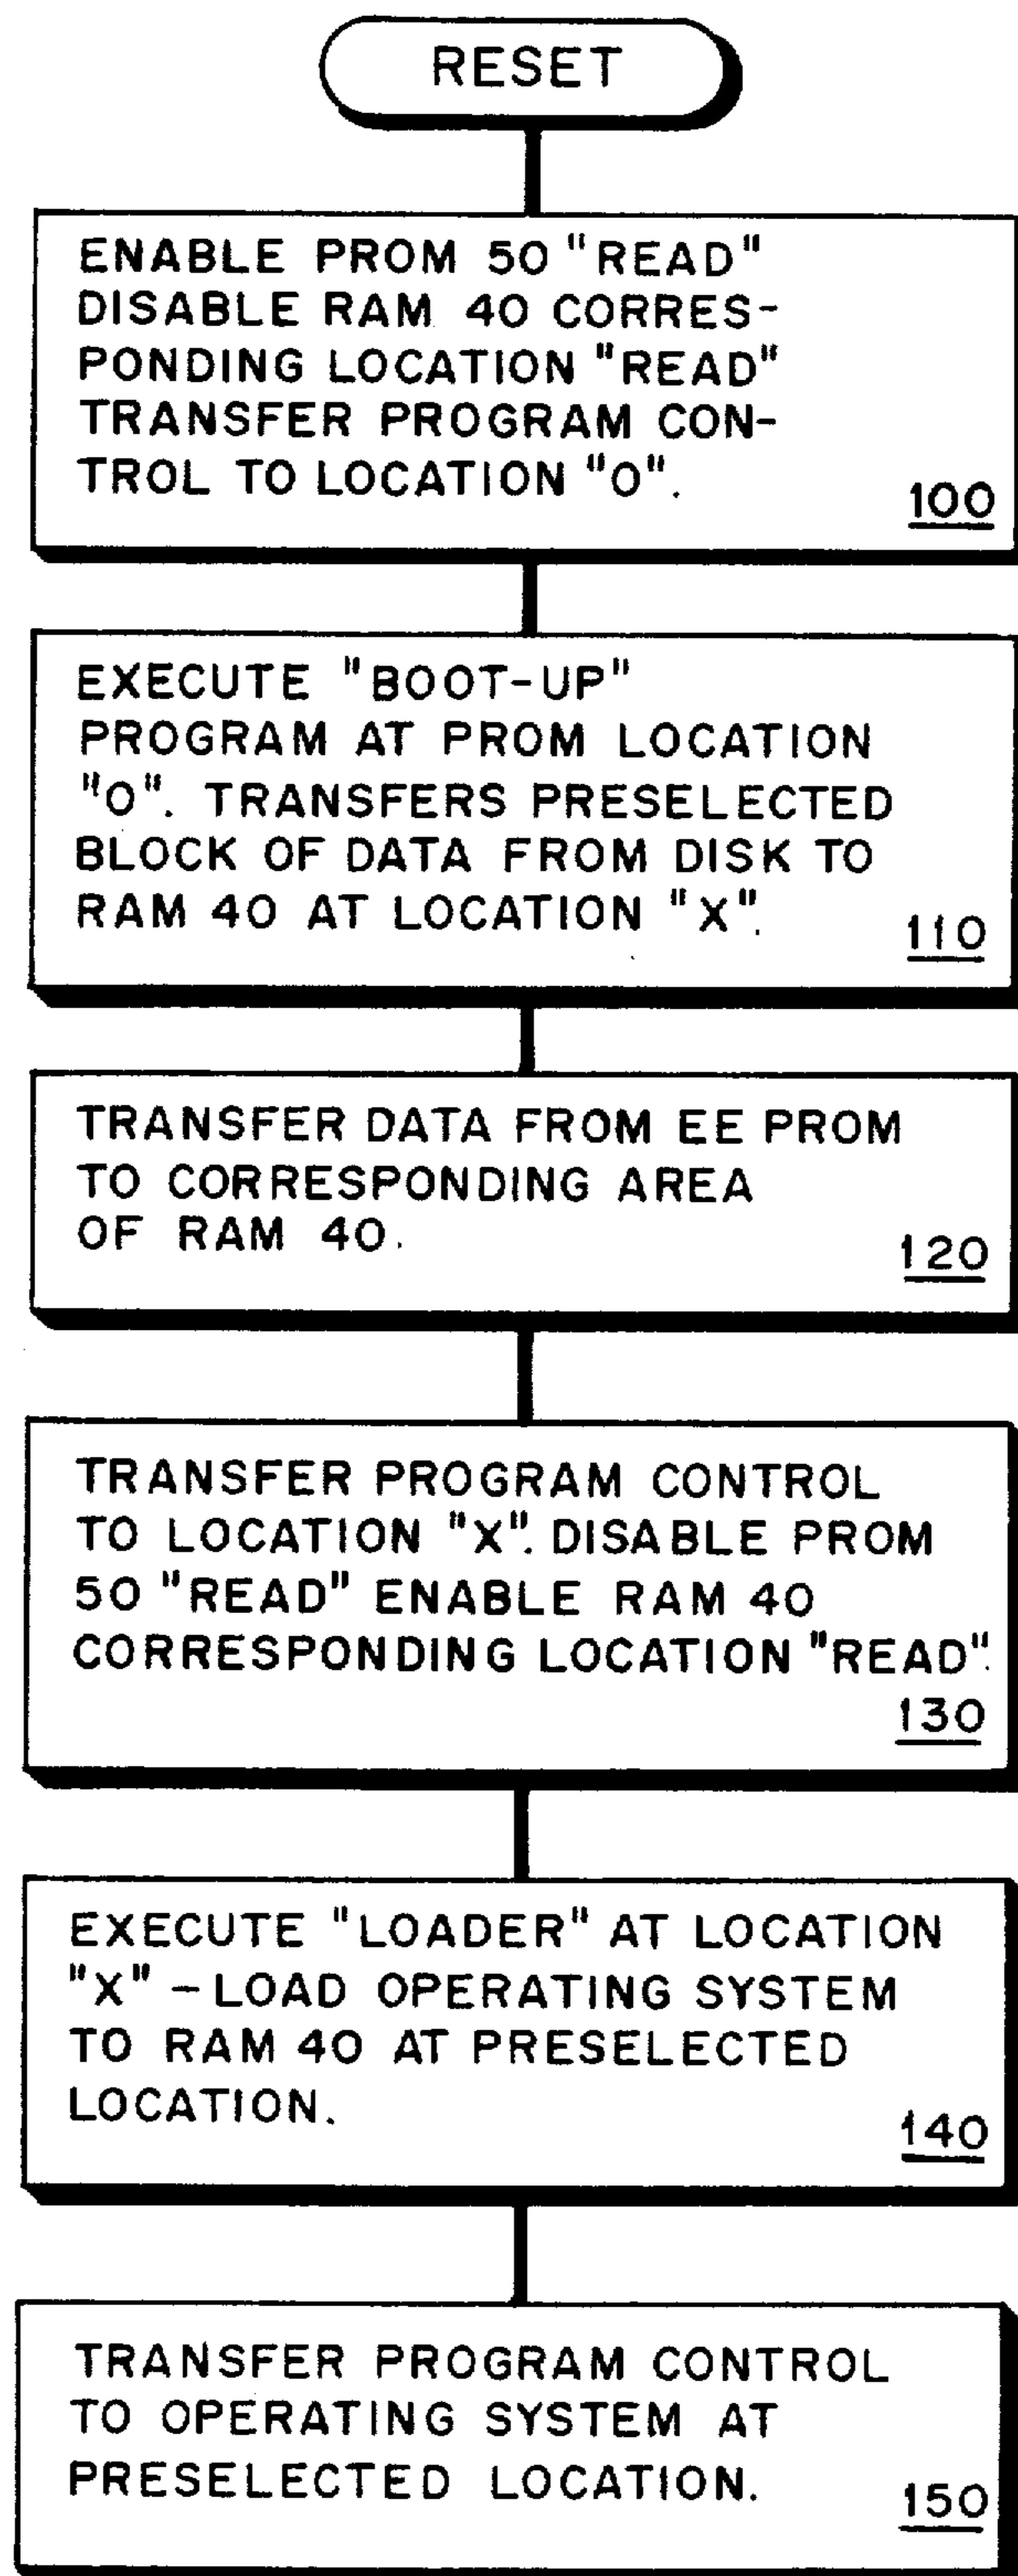 RESET
ENABLE PROM 50 "READ"
DISABLE RAM 40 CORRES-
PONDING LOCATION "READ"
TRANSFER PROGRAM CON-
TROL TO LOCATION "O".
100
EXECUTE "BOOT-UP"
PROGRAM AT PROM LOCATION
"O". TRANSFERS PRESELECTED
BLOCK OF DATA FROM DISK TO
RAM 40 AT LOCATION "X".
110
TRANSFER DATA FROM EE PROM
TO CORRESPONDING AREA
OF RAM 40.
120
TRANSFER PROGRAM CONTROL
TO LOCATION "X". DISABLE PROM
50 "READ" ENABLE RAM 40
CORRESPONDING LOCATION "READ".
130
EXECUTE "LOADER" AT LOCATION
"X" – LOAD OPERATING SYSTEM
TO RAM 40 AT PRESELECTED
LOCATION.
140
TRANSFER PROGRAM CONTROL
TO OPERATING SYSTEM AT
PRESELECTED LOCATION.
150